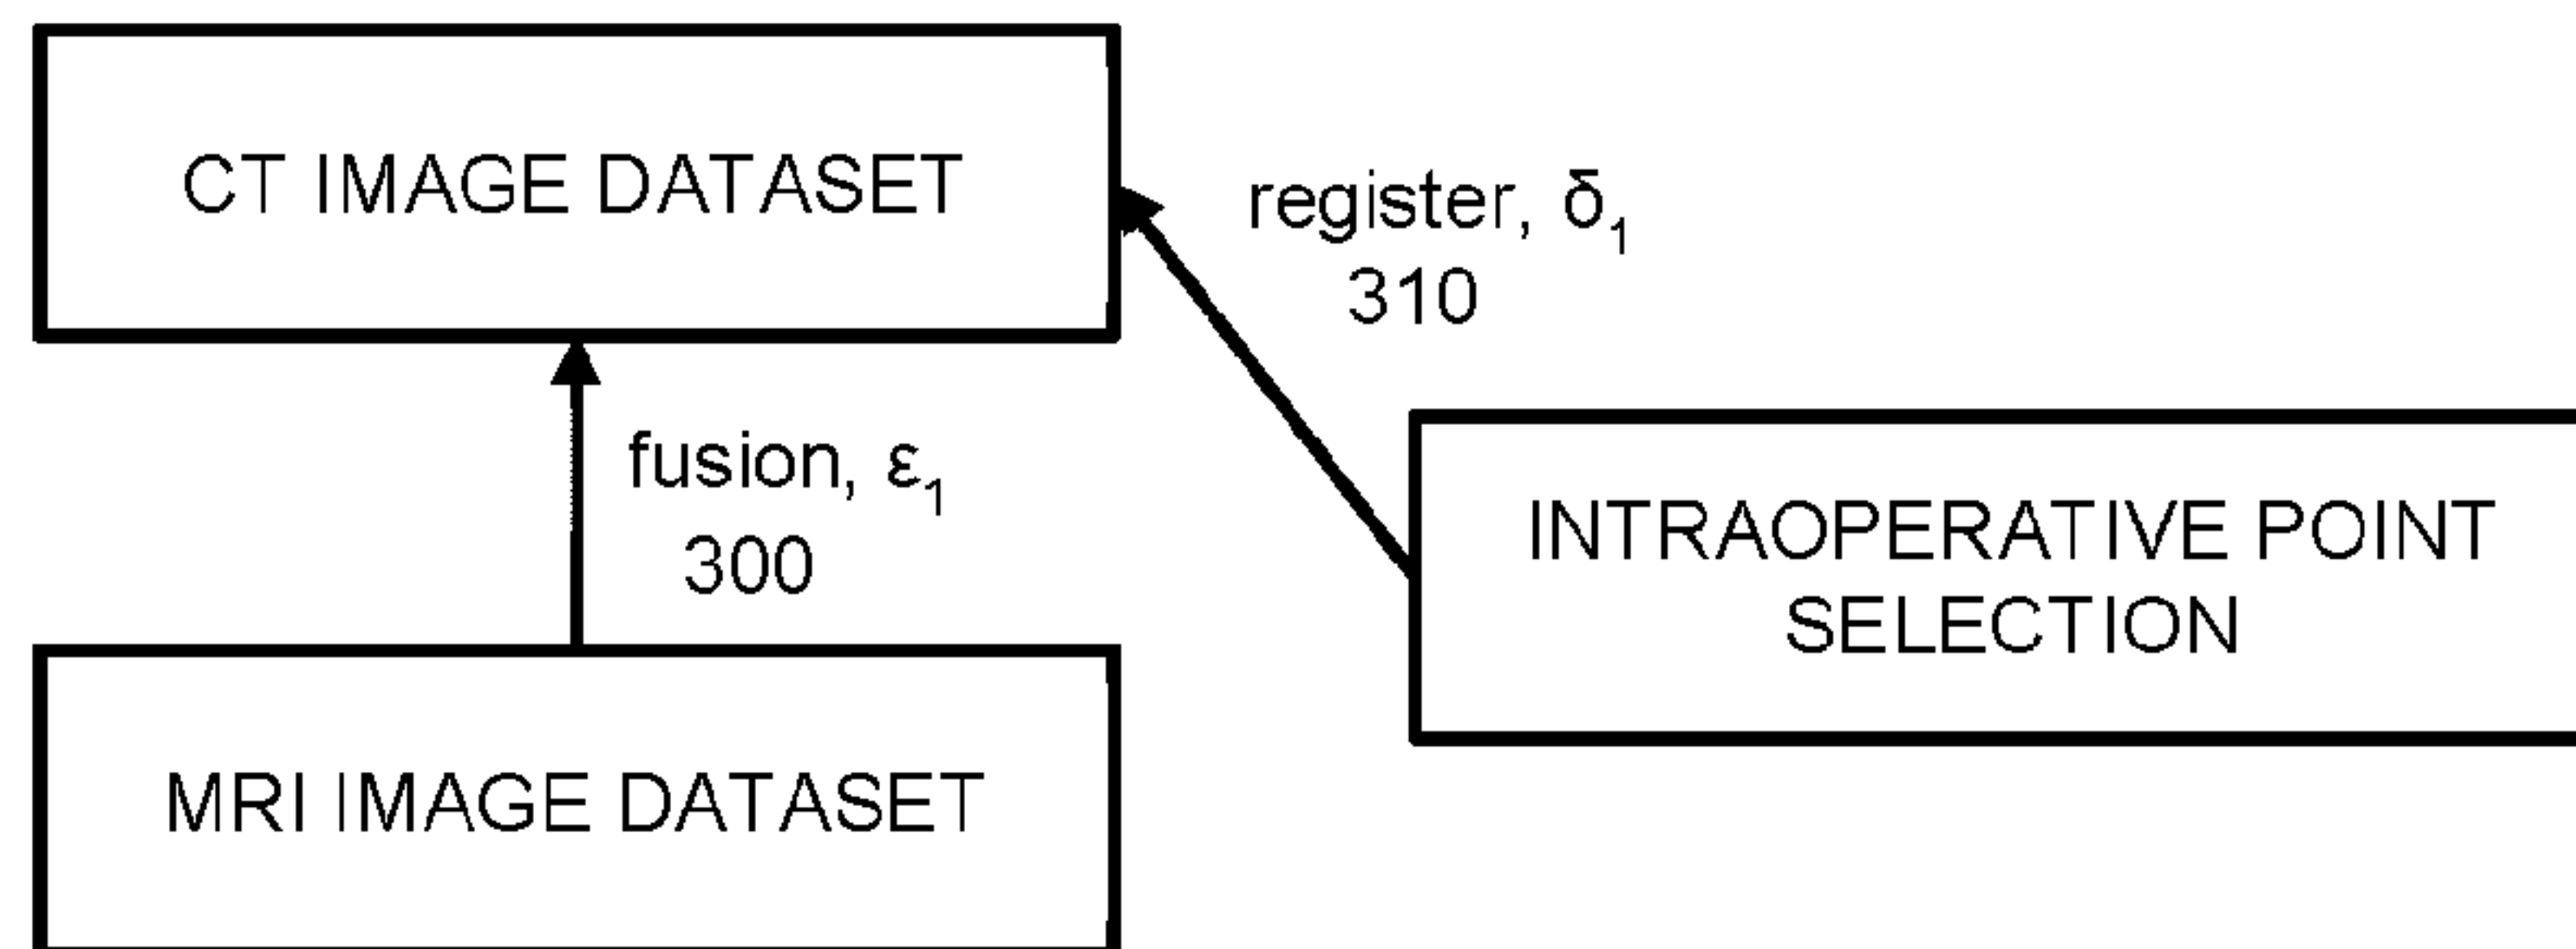 CT IMAGE DATASET
register, δ₁
310
fusion, ε₁
300
INTRAOPERATIVE POINT
SELECTION
MRI IMAGE DATASET